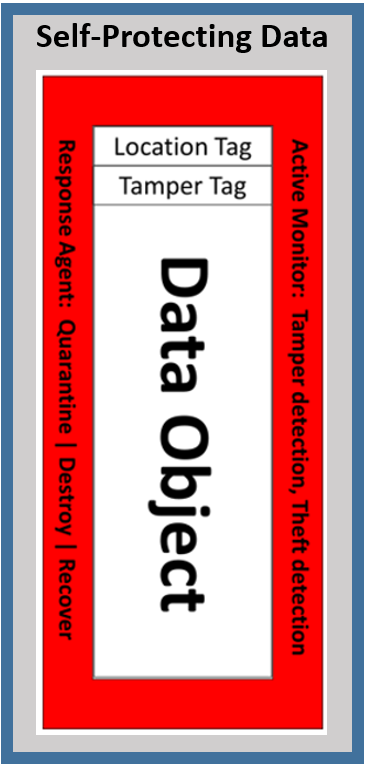 Self-Protecting Data
Location Tag
Tamper Tag
Data Object
Response Agent: Quarantine | Destroy | Recover
Active Monitor: Tamper detection, Theft detection